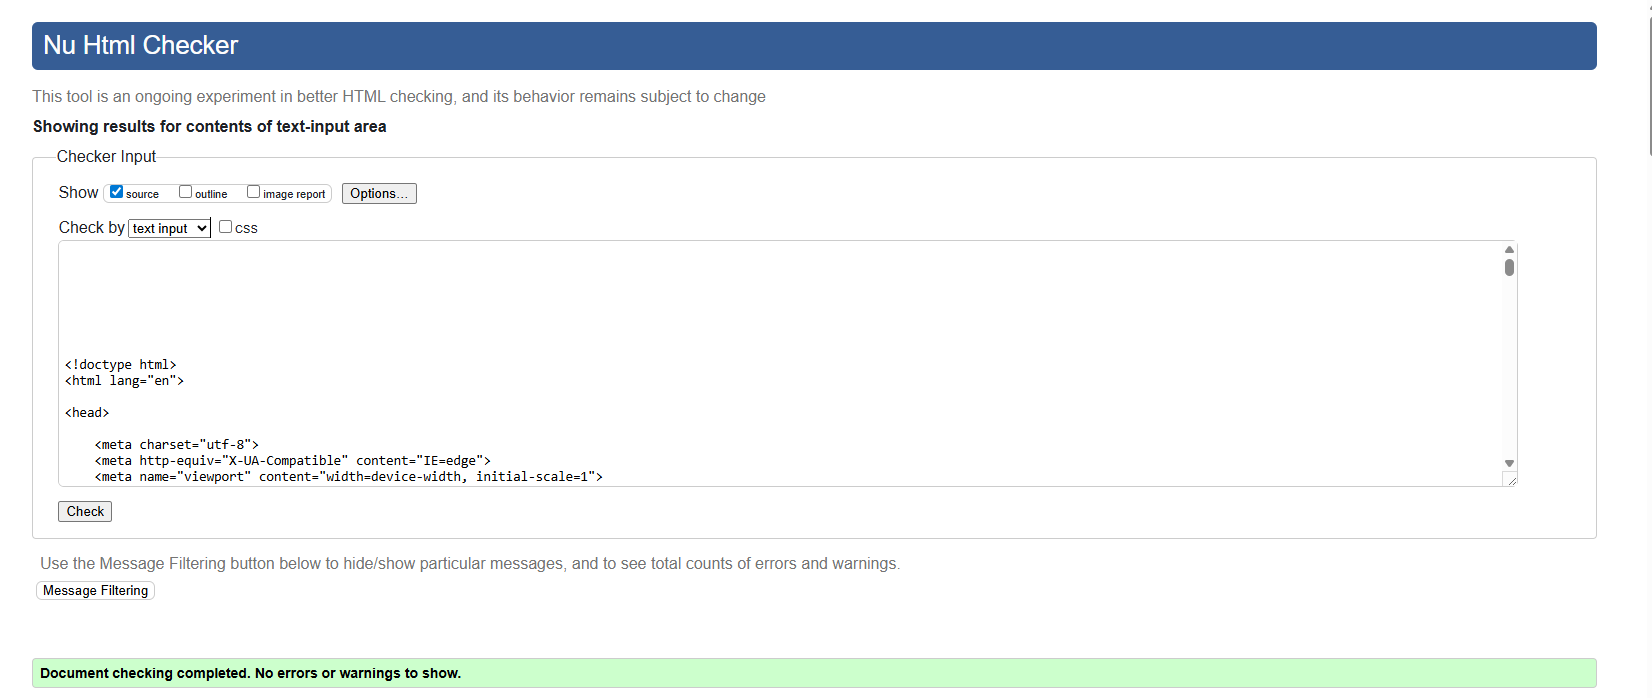 Nu Html Checker
This tool is an ongoing experiment in better HTML checking, and its behavior remains subject to change
Showing results for contents of text-input area
Checker Input
Show source outline image report Options...
Check by text input css
<!doctype html>
<html lang="en">
<head>
<meta charset="utf-8">
<meta http-equiv="X-UA-Compatible" content="IE=edge">
<meta name="viewport" content="width=device-width, initial-scale=1">
Check
Use the Message Filtering button below to hide/show particular messages, and to see total counts of errors and warnings.
Message Filtering
Document checking completed. No errors or warnings to show.